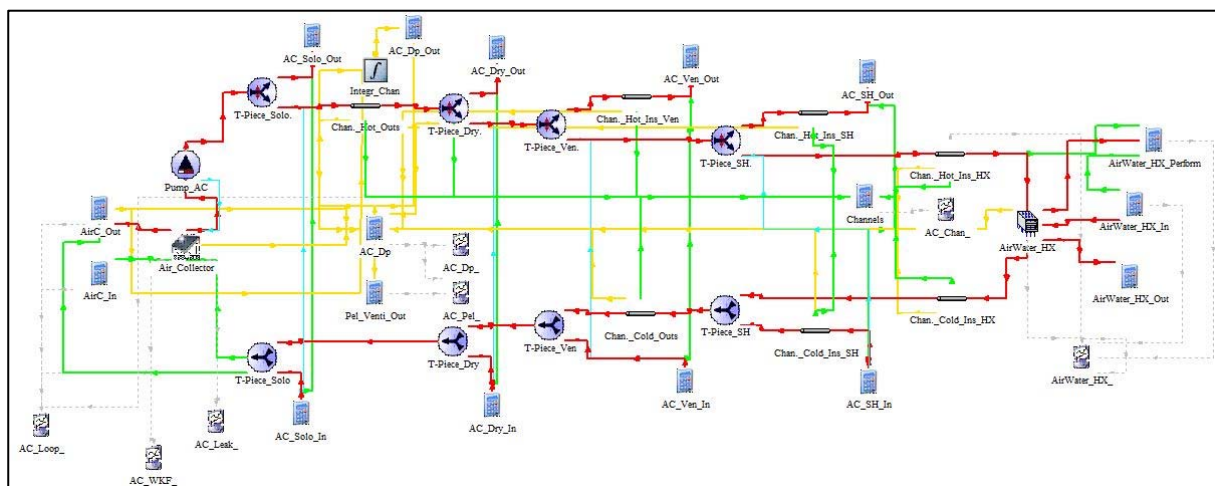 AC_Solo_Out
AC_Dp_Out
AC_Dry_Out
AC_Ven_Out
AC_SH_Out
Integr_Chan
T-Piece_Solo.
Chan._Hot_Outs
T-Piece_Dry.
T-Piece_Ven.
Chan._Hot_Ins_Ven
T-Piece_SH.
Chan._Hot_Ins_SH
AirWater_HX_Perform
Pump_AC
Chan._Hot_Ins_HX
AirC_Out
Air_Collector
AC_Dp
AC_Dp_
Channels
AC_Chan_
AirWater_HX
AirWater_HX_In
AirC_In
Pel_Venti_Out
AC_Pel_
AirWater_HX_Out
T-Piece_Solo
T-Piece_Dry
T-Piece_Ven
Chan._Cold_Outs
T-Piece_SH
Chan._Cold_Ins_SH
Chan._Cold_Ins_HX
AirWater_HX_
AC_Loop_
AC_WKF_
AC_Leak_
AC_Solo_In
AC_Dry_In
AC_Ven_In
AC_SH_In